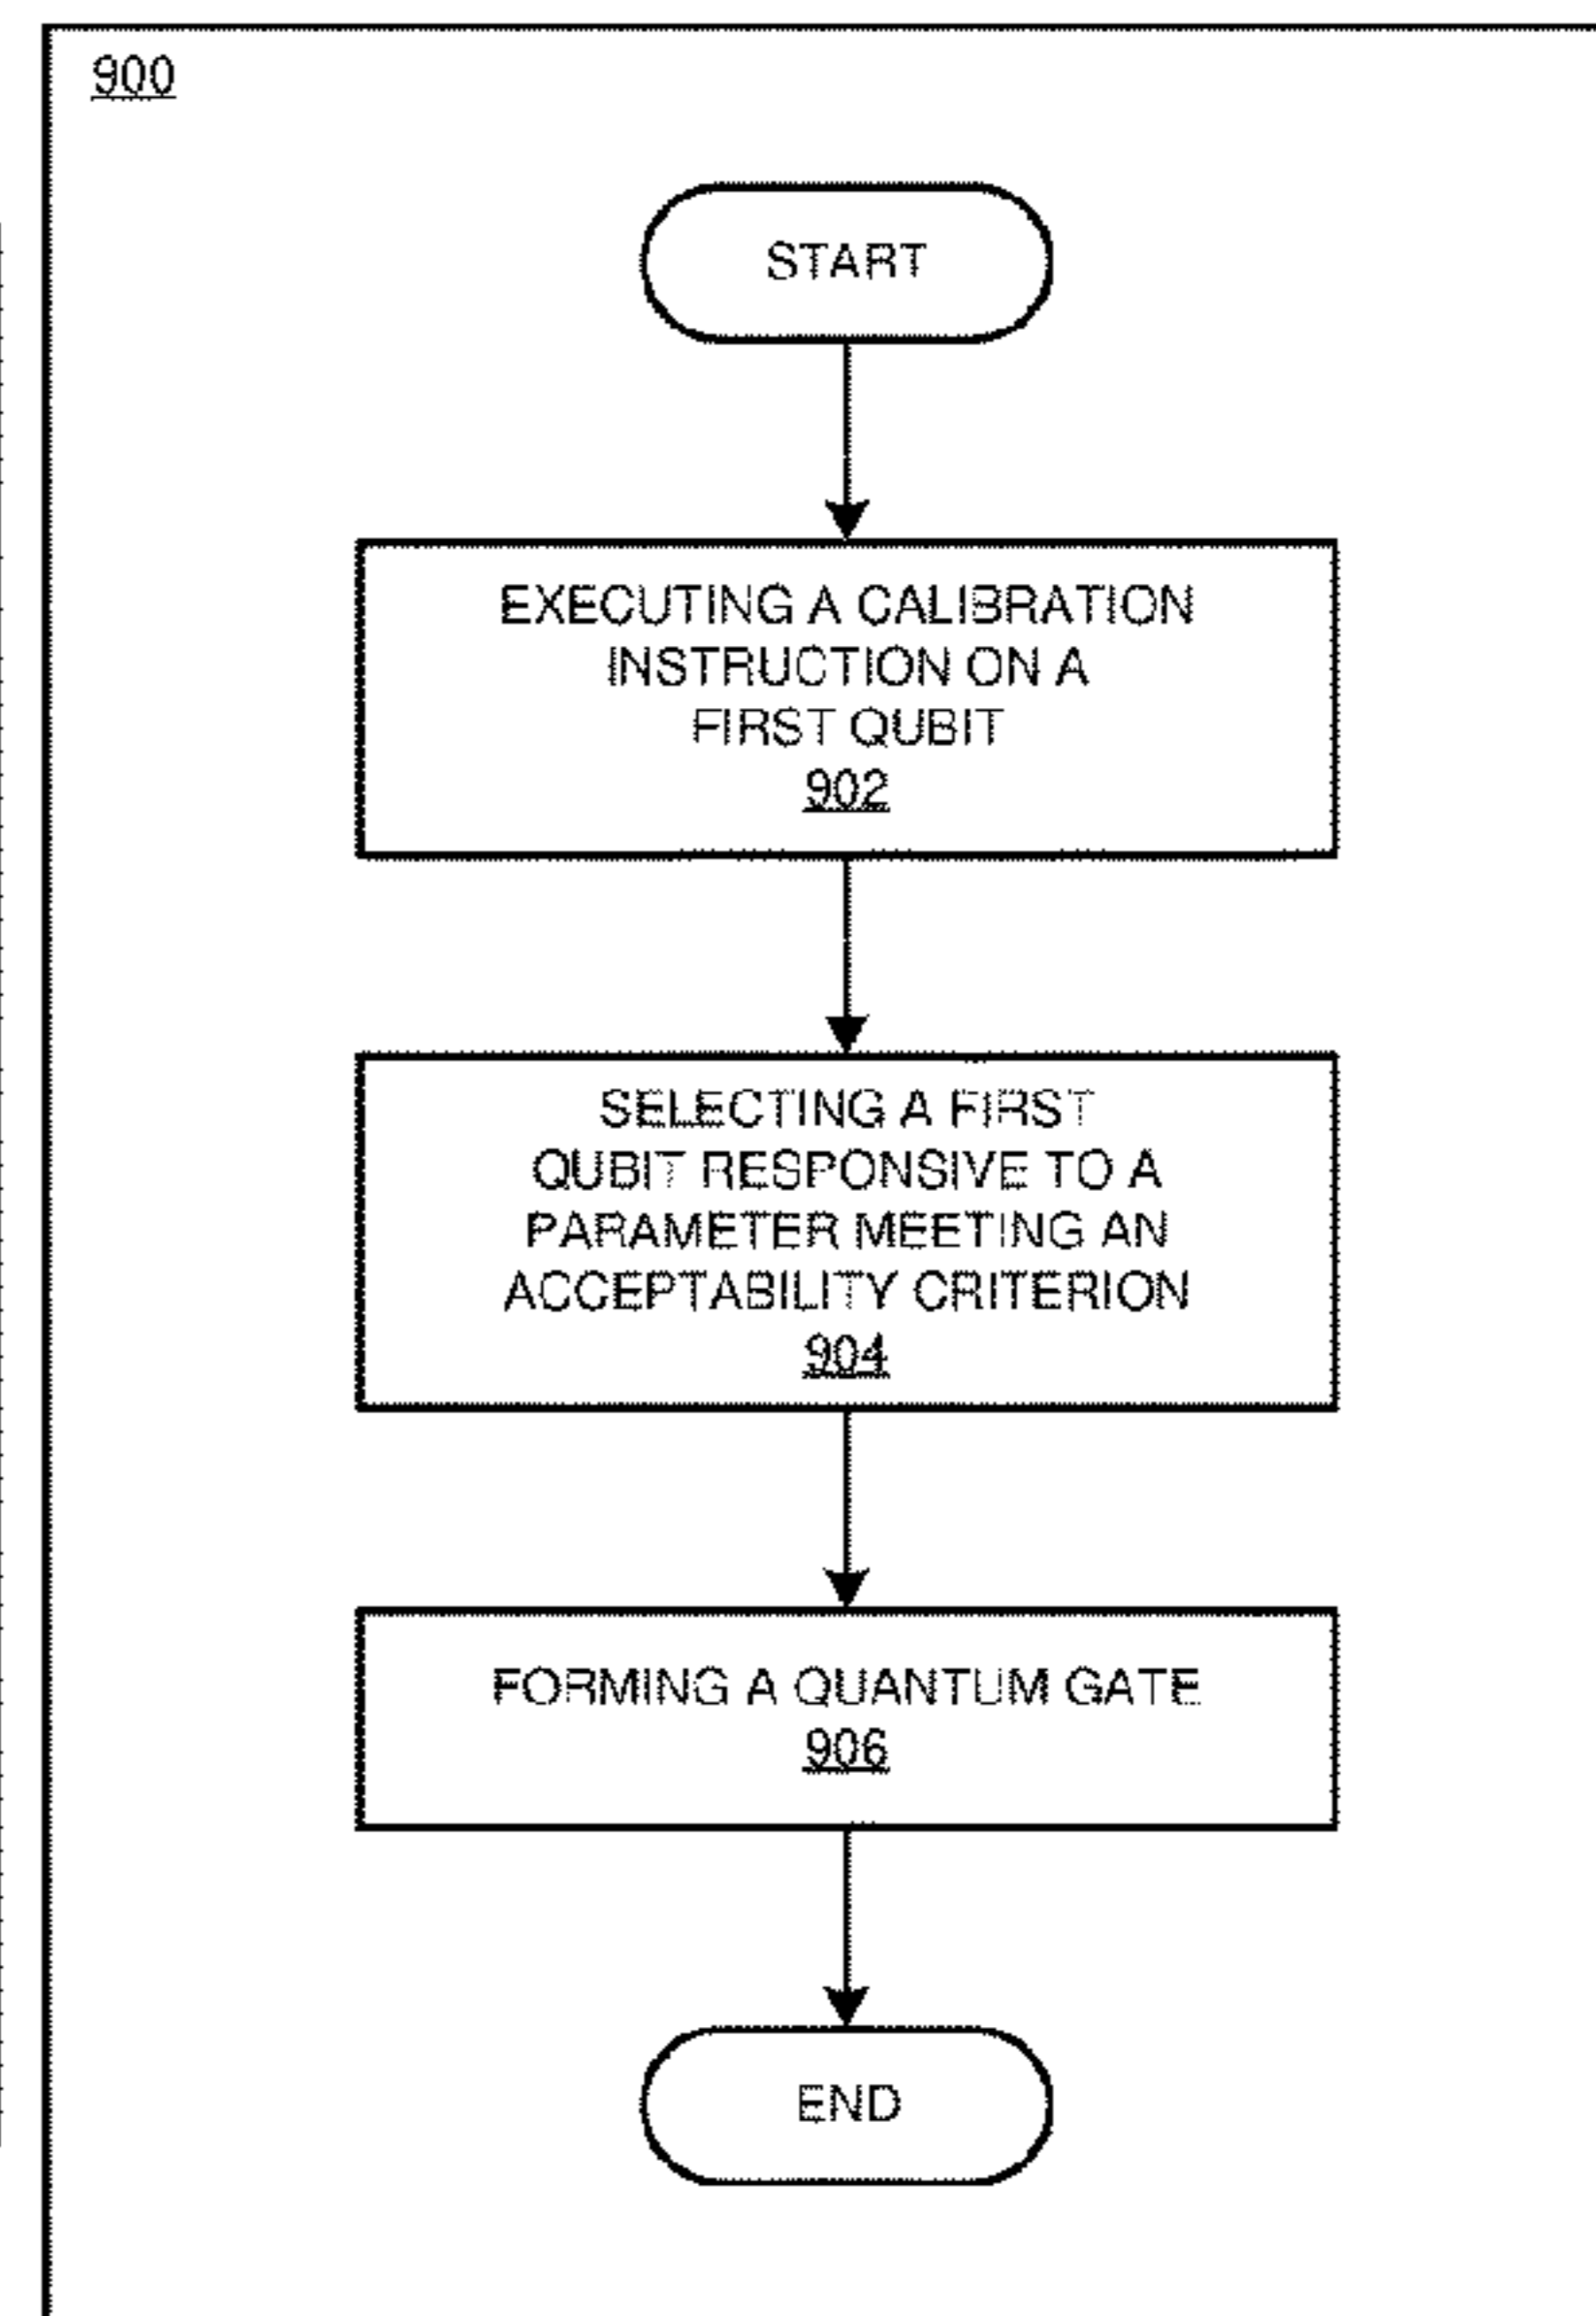 900
START
EXECUTING A CALIBRATION
INSTRUCTION ON A
FIRST QUBIT
902
SELECTING A FIRST
QUBIT RESPONSIVE TO A
PARAMETER MEETING AN
ACCEPTABILITY CRITERION
904
FORMING A QUANTUM GATE
906
END